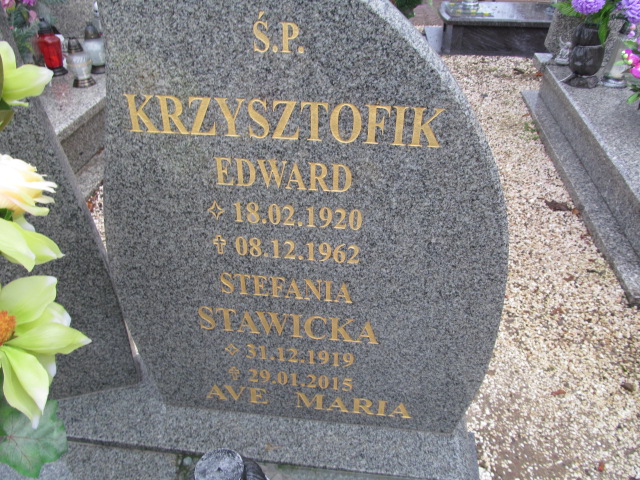 Ś.P.
KRZYSZTOFIK
EDWARD
✧ 18.02.1920
✝ 08.12.1962
STEFANIA
STAWICKA
✧ 31.12.1919
✝ 29.01.2015
AVE MARIA